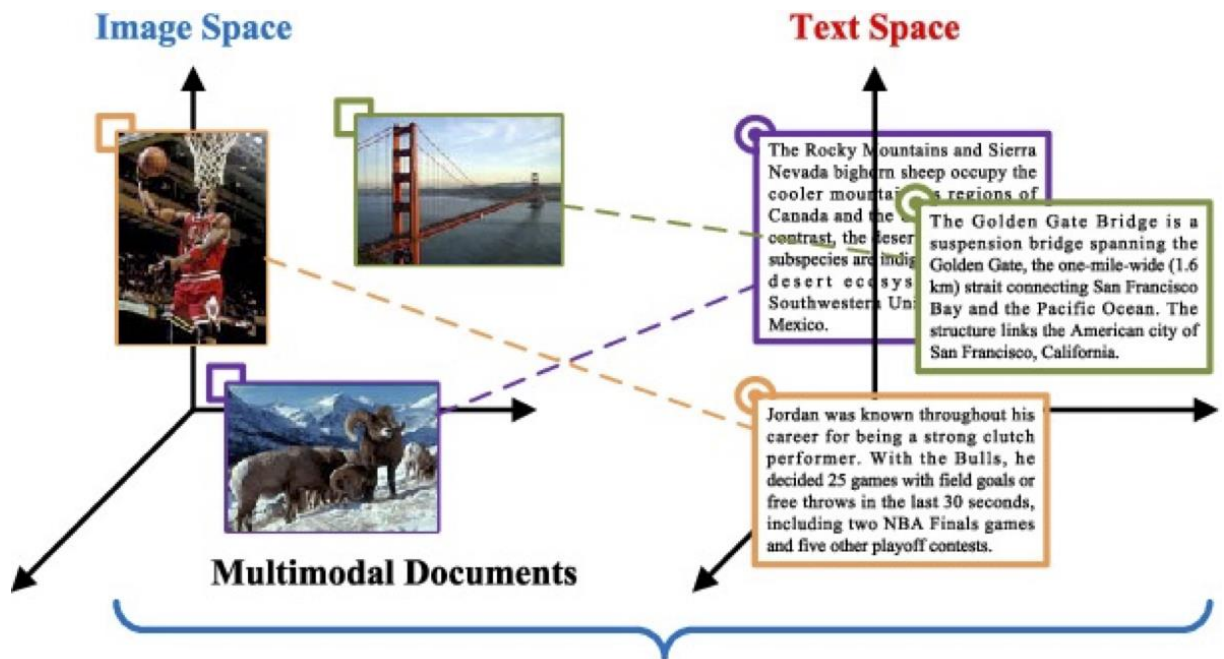 Image Space
Text Space
The Rocky Mountains and Sierra
Nevada bighorn sheep occupy the
cooler regions of
Canada and the
contrast, the
subspecies are
desert
Southwestern
Mexico.
The Golden Gate Bridge is a
suspension bridge spanning the
Golden Gate, the one-mile-wide (1.6
km) strait connecting San Francisco
Bay and the Pacific Ocean. The
structure links the American city of
San Francisco, California.
Jordan was known throughout his
career for being a strong clutch
performer. With the Bulls, he
decided 25 games with field goals or
free throws in the last 30 seconds,
including two NBA Finals games
and five other playoff contests.
Multimodal Documents